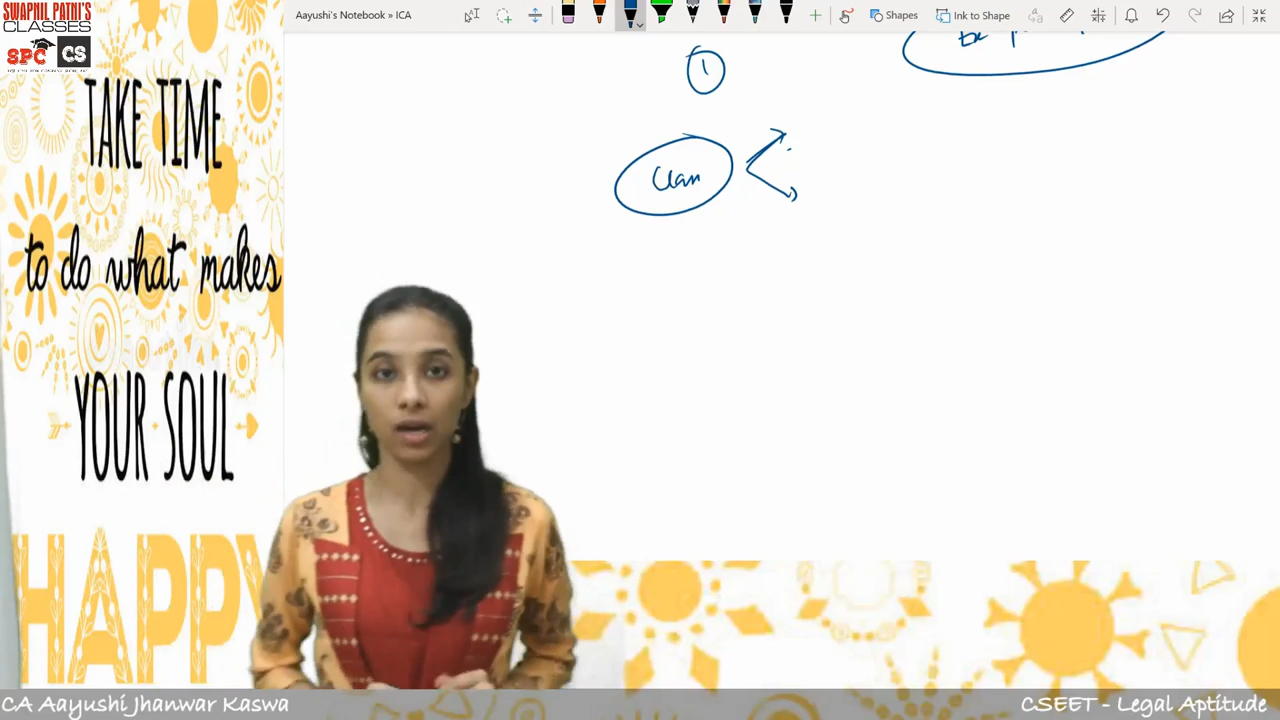 SWAPNIL PATNI'S
CLASSES
SPC CS
Aayushi's Notebook » ICA
Shapes
Ink to Shape
TAKE TIME
to do what makes
YOUR SOUL
HAPPY
1
CA Aayushi Jhanwar Kaswa
CSEET - Legal Aptitude